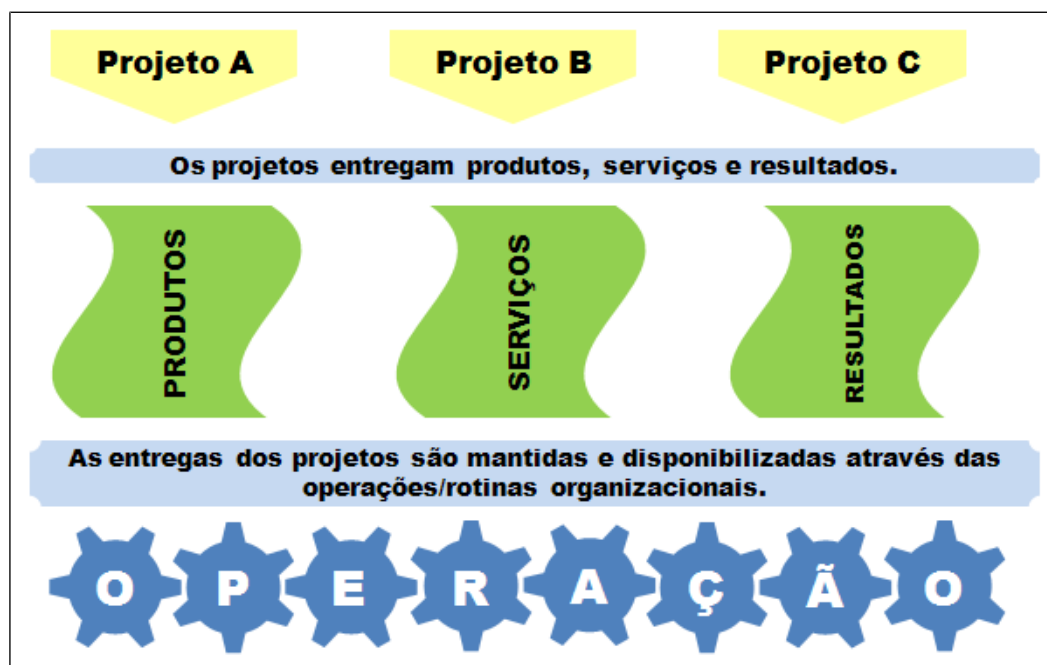 Projeto A
Projeto B
Projeto C
Os projetos entregam produtos, serviços e resultados.
PRODUTOS
SERVIÇOS
RESULTADOS
As entregas dos projetos são mantidas e disponibilizadas através das
operações/rotinas organizacionais.
OPERAÇÃO